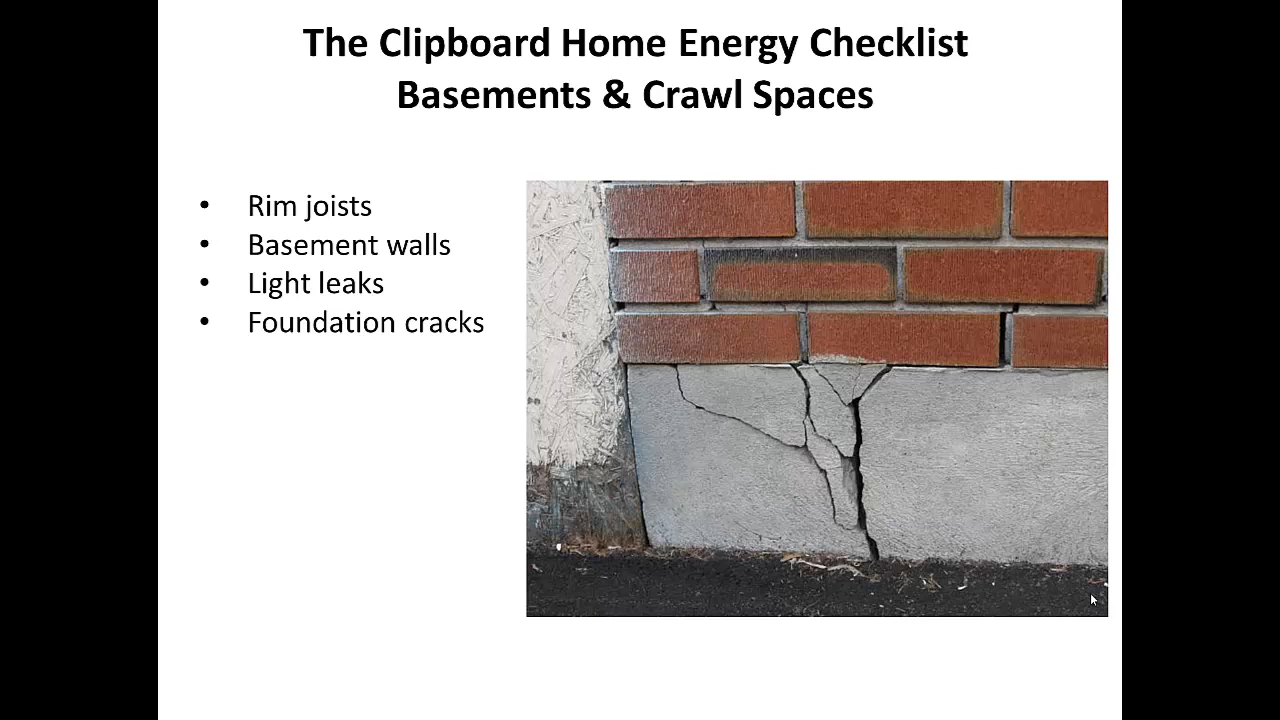 The Clipboard Home Energy Checklist
Basements & Crawl Spaces
• Rim joists
• Basement walls
• Light leaks
• Foundation cracks